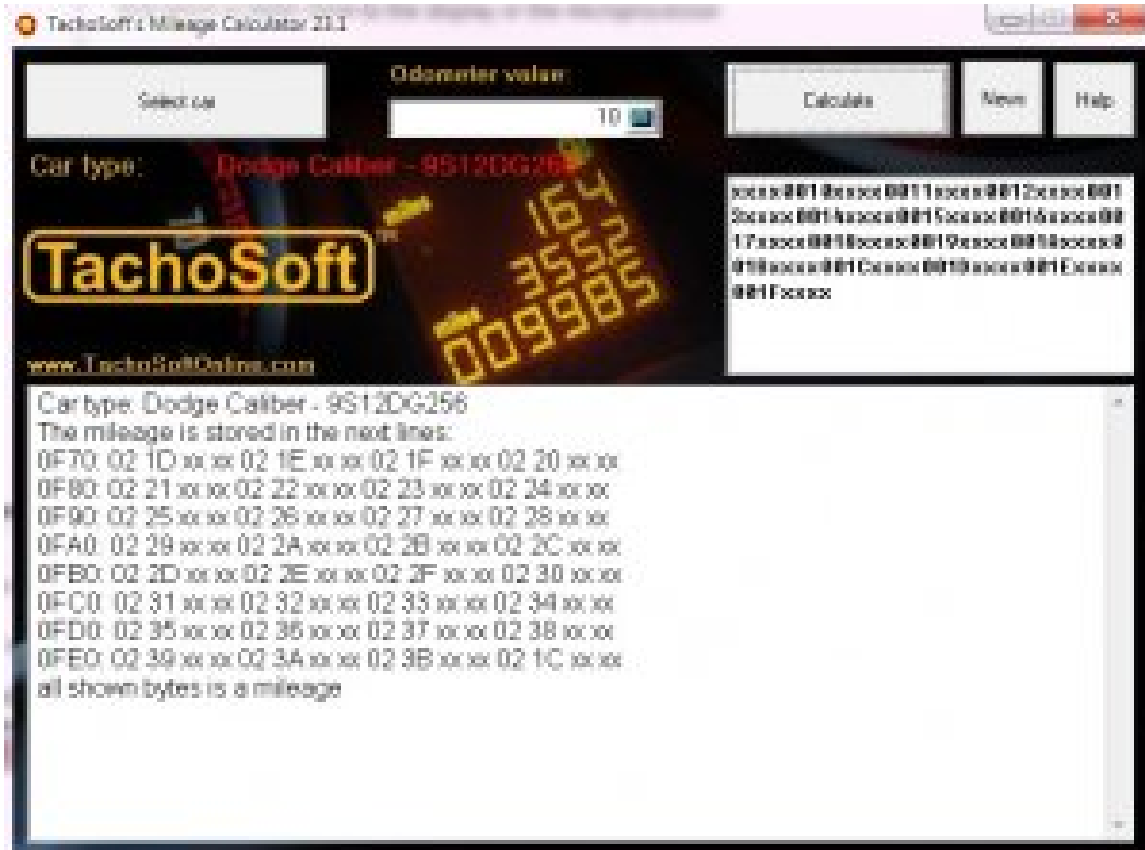 TachoSoft's Mileage Calculator 23.1
Select car
Odometer value:
10
Calculate
News
Help
Car type: Dodge Caliber - 9S12DG256
xxxx0010xxxx0011xxxx0012xxxx001
3xxxx0014xxxx0015xxxx0016xxxx00
17xxxx0018xxxx0019xxxx001Axxxx0
01Bxxxx001Cxxxx001Dxxxx001Exxxx
001Fxxxx
TachoSoft
www.TachoSoftOnline.com
Car type: Dodge Caliber - 9S12DG256
The mileage is stored in the next lines:
0F70: 02 1D xx xx 02 1E xx xx 02 1F xx xx 02 20 xx xx
0F80: 02 21 xx xx 02 22 xx xx 02 23 xx xx 02 24 xx xx
0F90: 02 25 xx xx 02 26 xx xx 02 27 xx xx 02 28 xx xx
0FA0: 02 29 xx xx 02 2A xx xx 02 2B xx xx 02 2C xx xx
0FB0: 02 2D xx xx 02 2E xx xx 02 2F xx xx 02 30 xx xx
0FC0: 02 31 xx xx 02 32 xx xx 02 33 xx xx 02 34 xx xx
0FD0: 02 35 xx xx 02 36 xx xx 02 37 xx xx 02 38 xx xx
0FE0: 02 39 xx xx 02 3A xx xx 02 3B xx xx 02 1C xx xx
all shown bytes is a mileage